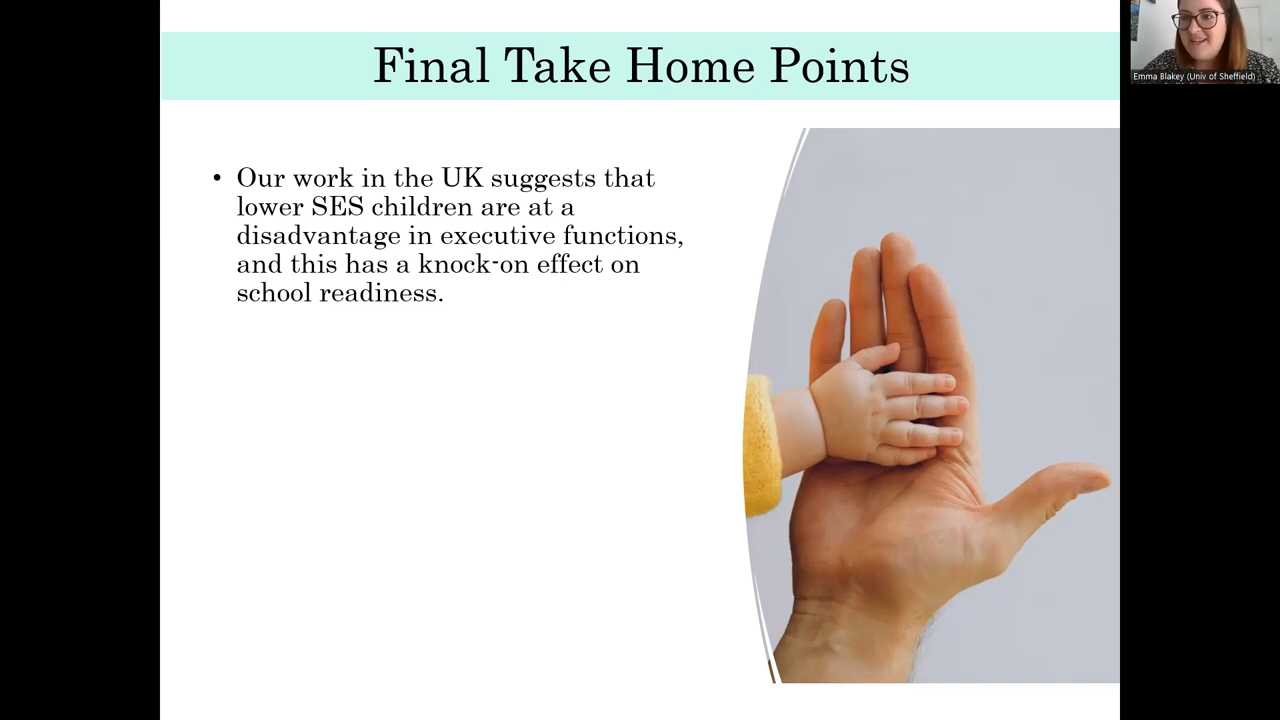 Final Take Home Points
Emma Blakey (Univ of Sheffield)
• Our work in the UK suggests that
lower SES children are at a
disadvantage in executive functions,
and this has a knock-on effect on
school readiness.